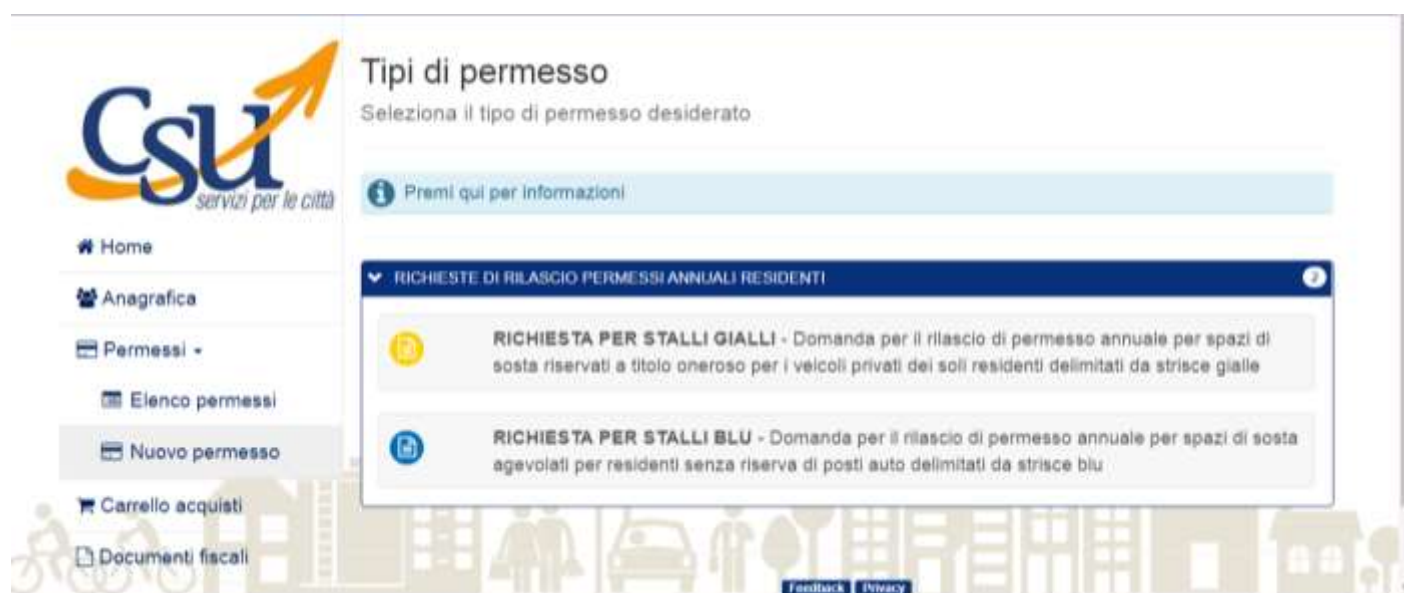 Csu
servizi per le città
Home
Anagrafica
Permessi
Elenco permessi
Nuovo permesso
Carrello acquisti
Documenti fiscali
Tipi di permesso
Seleziona il tipo di permesso desiderato
Premi qui per informazioni
RICHIESTE DI RILASCIO PERMESSI ANNUALI RESIDENTI 2
RICHIESTA PER STALLI GIALLI - Domanda per il rilascio di permesso annuale per spazi di
sosta riservati a titolo oneroso per i veicoli privati dei soli residenti delimitati da strisce gialle
RICHIESTA PER STALLI BLU - Domanda per il rilascio di permesso annuale per spazi di sosta
agevolati per residenti senza riserva di posti auto delimitati da strisce blu
Feedback Privacy